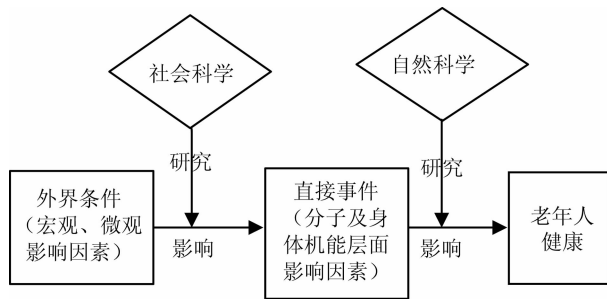 社会科学
自然科学
研究
研究
外界条件
（宏观、微观
影响因素）
影响
直接事件
（分子及身
体机能层面
影响因素）
影响
老年人
健康